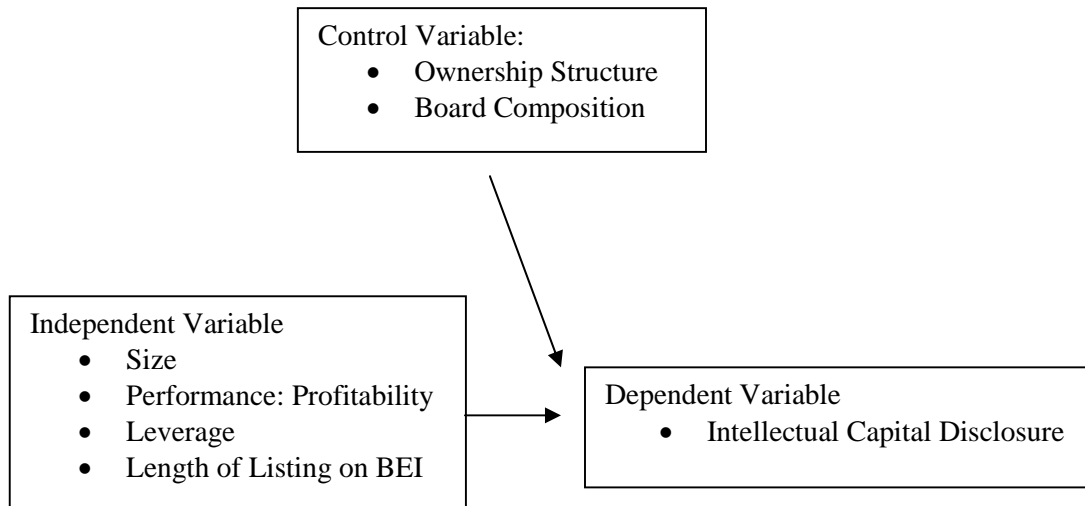 Control Variable:
• Ownership Structure
• Board Composition
Independent Variable
• Size
• Performance: Profitability
• Leverage
• Length of Listing on BEI
Dependent Variable
• Intellectual Capital Disclosure